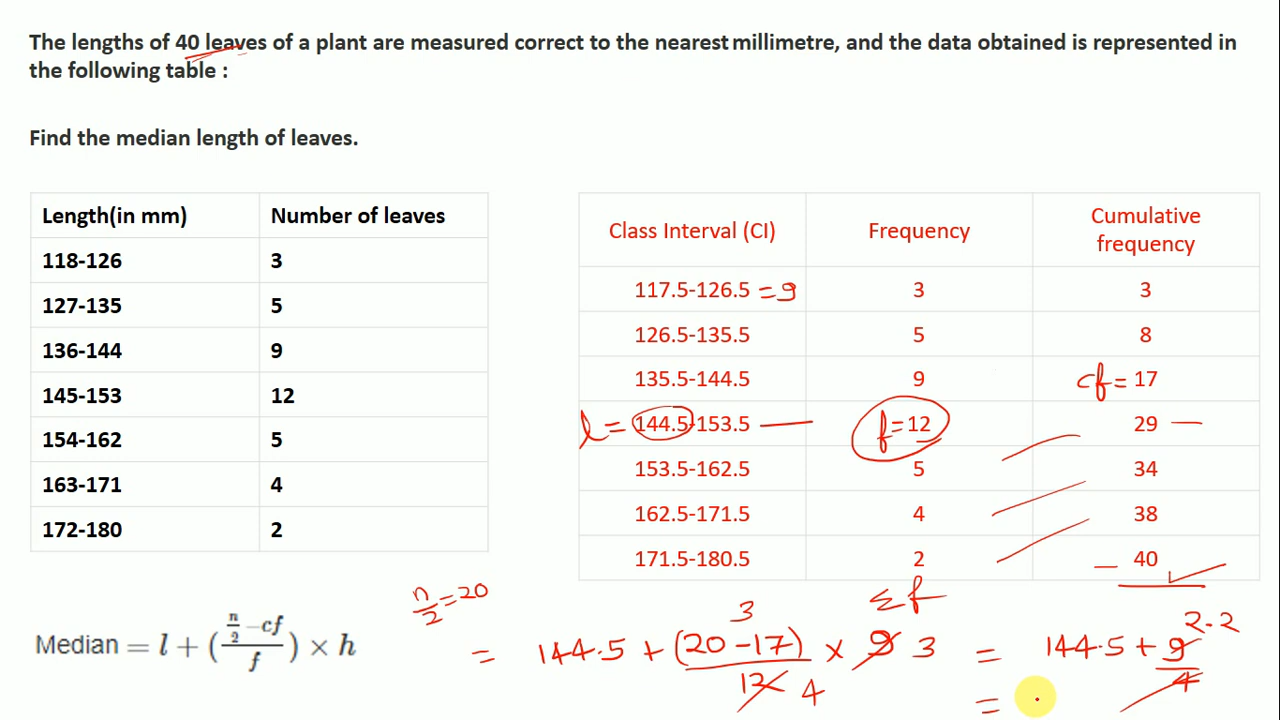 The lengths of 40 leaves of a plant are measured correct to the nearest millimetre, and the data obtained is represented in
the following table :
Find the median length of leaves.
Length(in mm) Number of leaves
118-126 3
127-135 5
136-144 9
145-153 12
154-162 5
163-171 4
172-180 2
Class Interval (CI) Frequency Cumulative
frequency
117.5-126.5 = 9 3 3
126.5-135.5 5 8
135.5-144.5 9 cf = 17
l = 144.5-153.5 f = 12 29
153.5-162.5 5 34
162.5-171.5 4 38
171.5-180.5 2 40
n/2 = 20
Σf
Median = l + ((n/2 - cf)/f) × h
= 144.5 + (20 - 17)/12 × 9 3 = 144.5 + 9/4
3 4 2.2
=